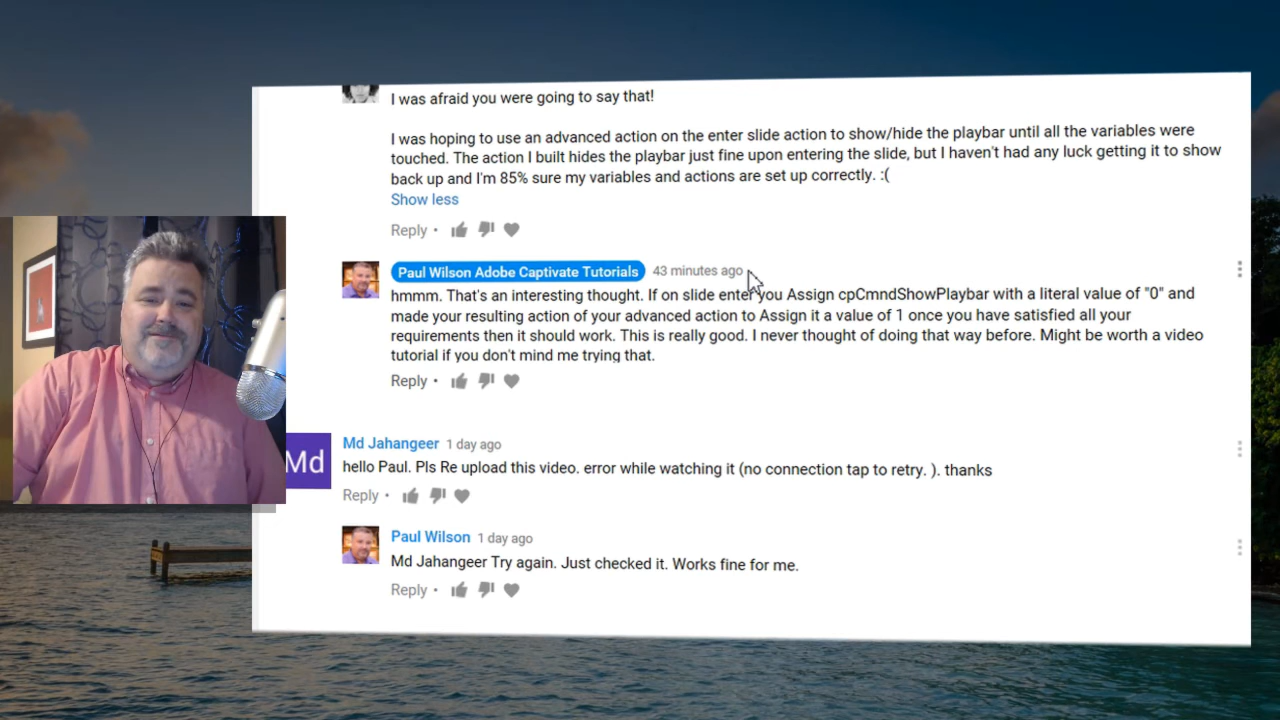 I was afraid you were going to say that!
I was hoping to use an advanced action on the enter slide action to show/hide the playbar until all the variables were
touched. The action I built hides the playbar just fine upon entering the slide, but I haven't had any luck getting it to show
back up and I'm 85% sure my variables and actions are set up correctly. :(
Show less
Reply •
Paul Wilson Adobe Captivate Tutorials 43 minutes ago
hmmm. That's an interesting thought. If on slide enter you Assign cpCmndShowPlaybar with a literal value of "0" and
made your resulting action of your advanced action to Assign it a value of 1 once you have satisfied all your
requirements then it should work. This is really good. I never thought of doing that way before. Might be worth a video
tutorial if you don't mind me trying that.
Reply •
Md
Md Jahangeer 1 day ago
hello Paul. Pls Re upload this video. error while watching it (no connection tap to retry. ). thanks
Reply •
Paul Wilson 1 day ago
Md Jahangeer Try again. Just checked it. Works fine for me.
Reply •